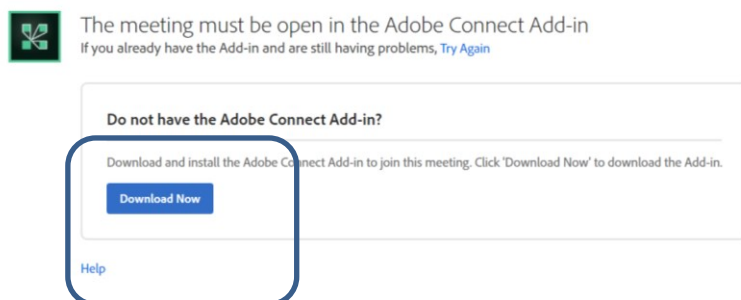 The meeting must be open in the Adobe Connect Add-in
If you already have the Add-in and are still having problems, Try Again
Do not have the Adobe Connect Add-in?
Download and install the Adobe Connect Add-in to join this meeting. Click 'Download Now' to download the Add-in.
Download Now
Help